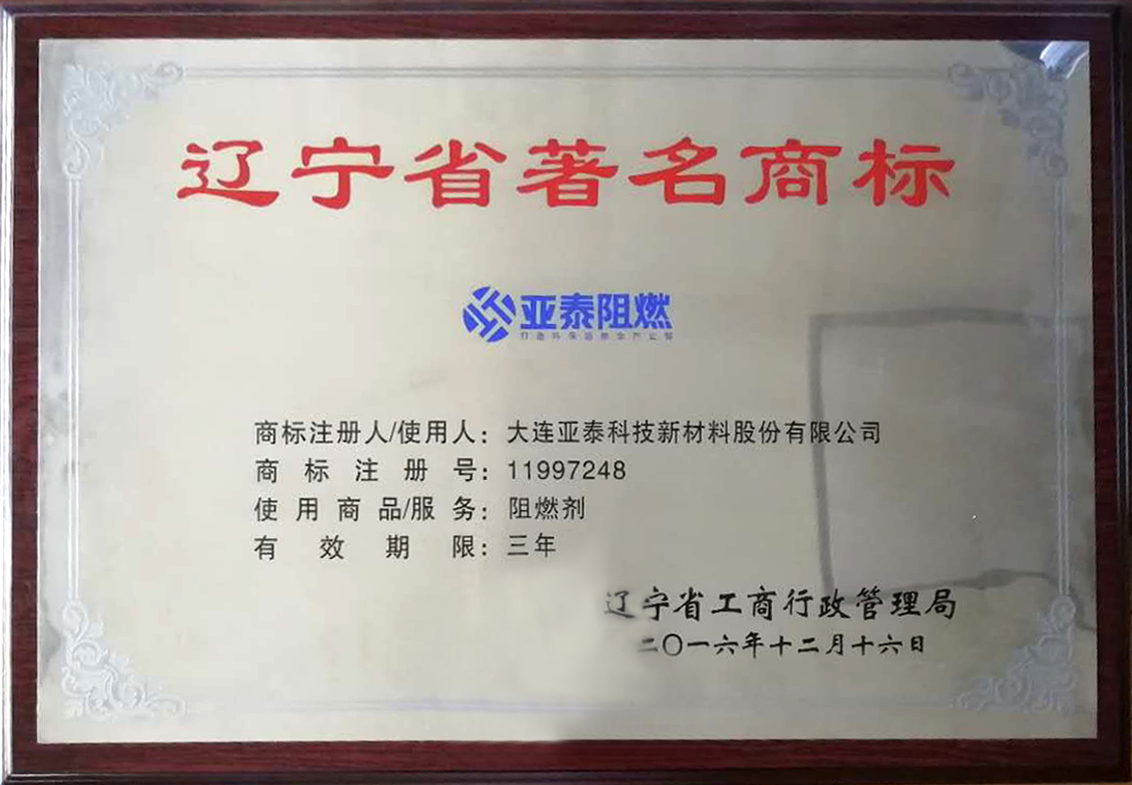 辽宁省著名商标
亚泰阻燃
商标注册人/使用人：大连亚泰科技新材料股份有限公司
商标注册号：11997248
使用商品/服务：阻燃剂
有效期限：三年
辽宁省工商行政管理局
二〇一六年十二月十六日